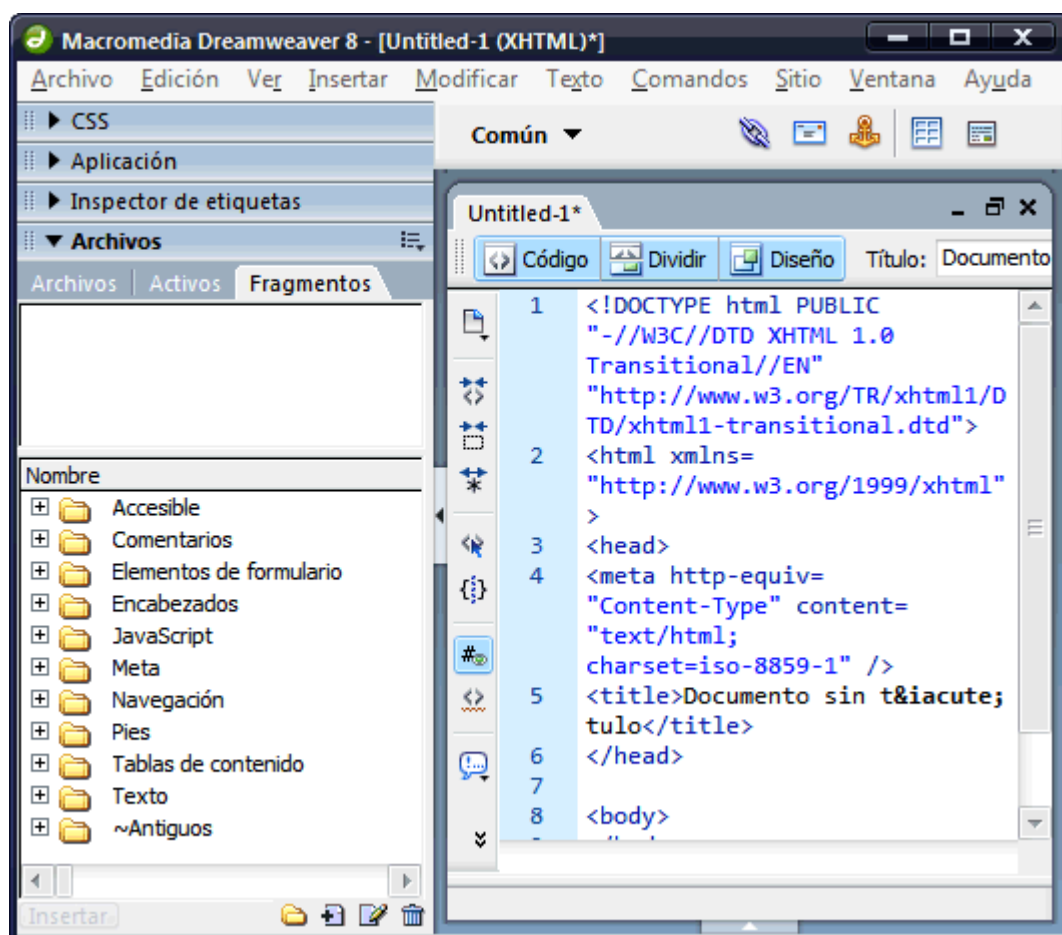 Macromedia Dreamweaver 8 - [Untitled-1 (XHTML)*]
Archivo Edición Ver Insertar Modificar Texto Comandos Sitio Ventana Ayuda
CSS
Aplicación
Inspector de etiquetas
Archivos
Archivos Activos Fragmentos
Nombre
Accesible
Comentarios
Elementos de formulario
Encabezados
JavaScript
Meta
Navegación
Pies
Tablas de contenido
Texto
~Antiguos
Insertar
Común
Untitled-1*
Código Dividir Diseño Título: Documento
1 <!DOCTYPE html PUBLIC
"-//W3C//DTD XHTML 1.0
Transitional//EN"
"http://www.w3.org/TR/xhtml1/D
TD/xhtml1-transitional.dtd">
2 <html xmlns=
"http://www.w3.org/1999/xhtml"
>
3 <head>
4 <meta http-equiv=
"Content-Type" content=
"text/html;
charset=iso-8859-1" />
5 <title>Documento sin t&iacute;
tulo</title>
6 </head>
7
8 <body>